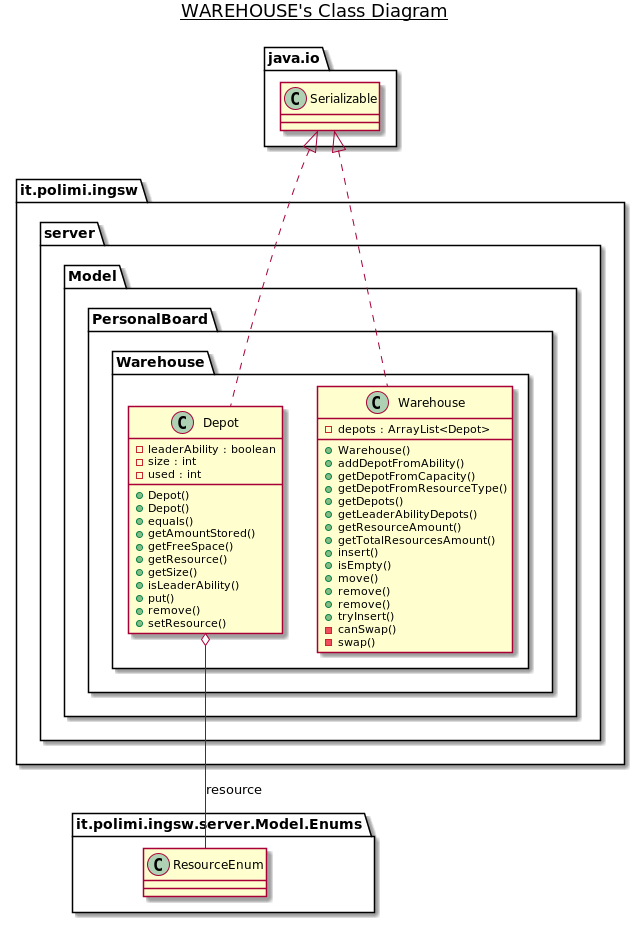 WAREHOUSE's Class Diagram
java.io
C Serializable
it.polimi.ingsw
server
Model
PersonalBoard
Warehouse
C Depot
leaderAbility : boolean
size : int
used : int
Depot()
Depot()
equals()
getAmountStored()
getFreeSpace()
getResource()
getSize()
isLeaderAbility()
put()
remove()
setResource()
C Warehouse
depots : ArrayList<Depot>
Warehouse()
addDepotFromAbility()
getDepotFromCapacity()
getDepotFromResourceType()
getDepots()
getLeaderAbilityDepots()
getResourceAmount()
getTotalResourcesAmount()
insert()
isEmpty()
move()
remove()
remove()
tryInsert()
canSwap()
swap()
resource
it.polimi.ingsw.server.Model.Enums
C ResourceEnum